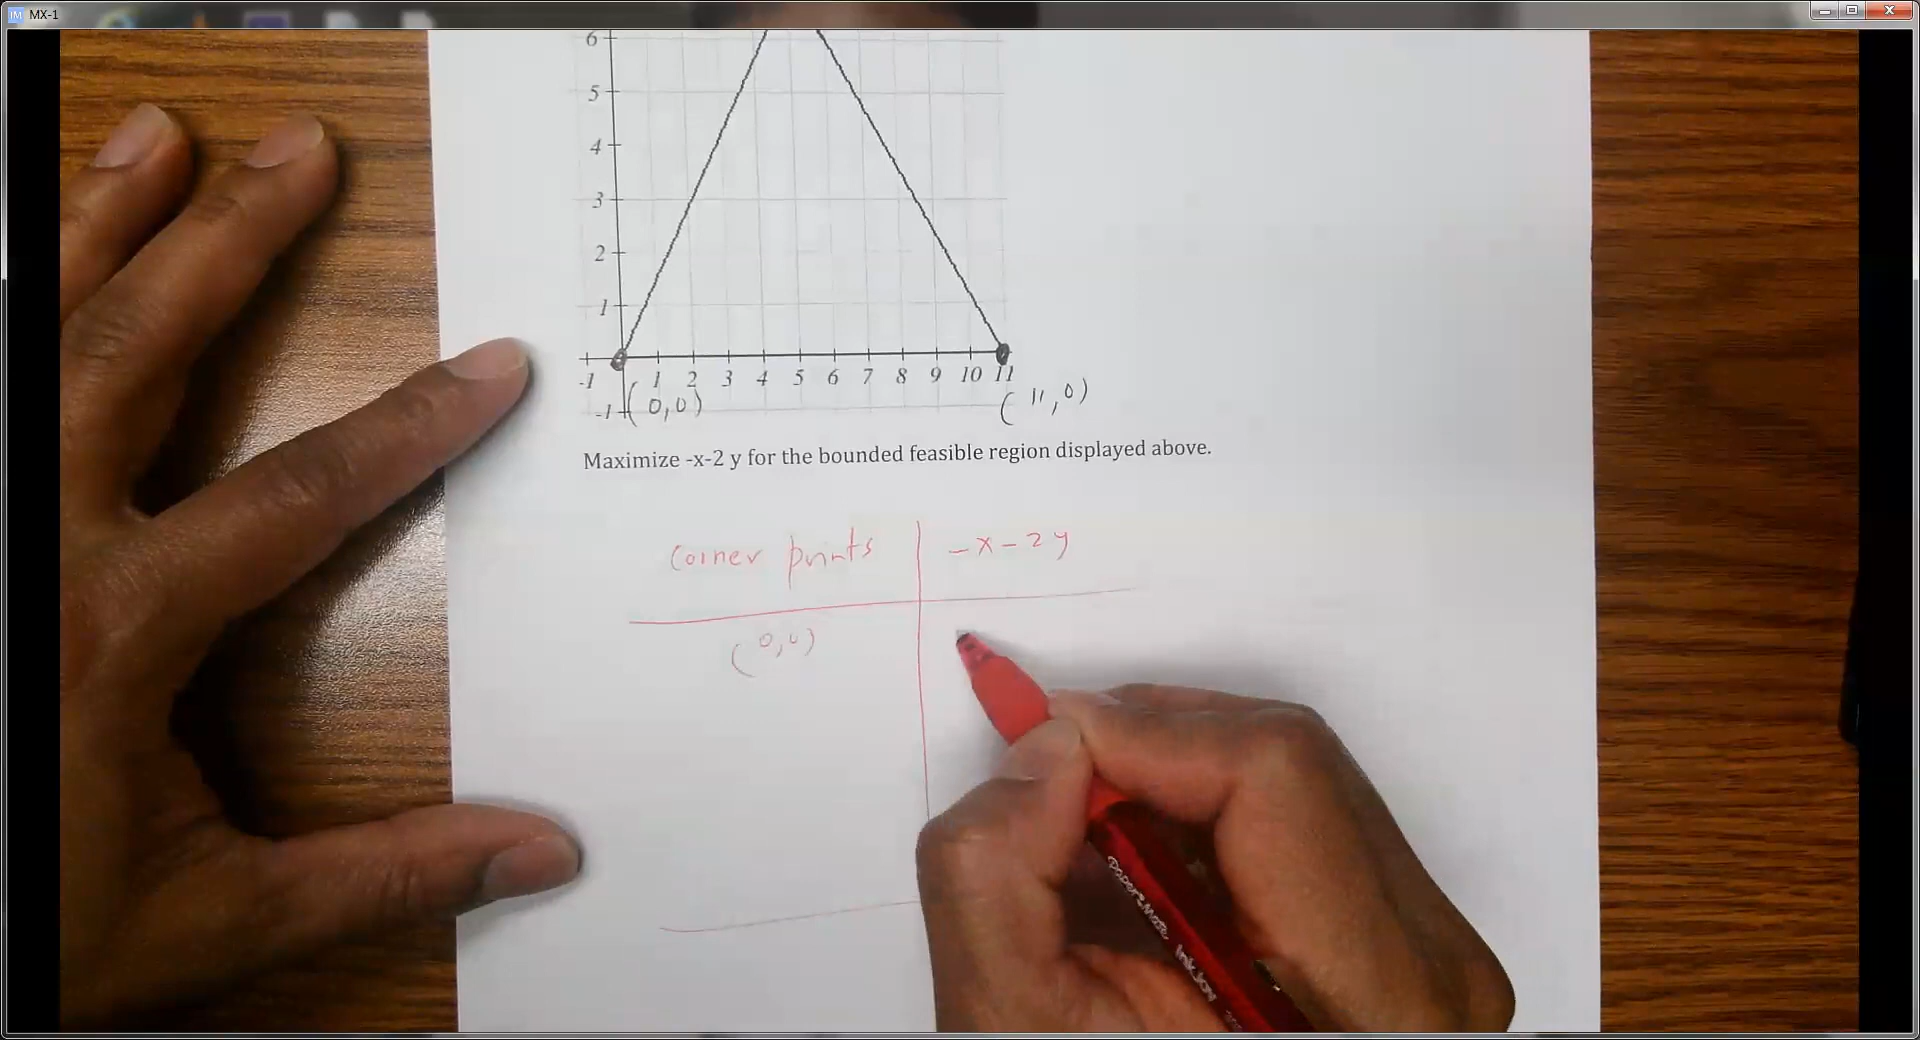 MX-1
6
5
4
3
2
1
-1 1 2 3 4 5 6 7 8 9 10 11
-1 (0,0) (11,0)
Maximize -x-2 y for the bounded feasible region displayed above.
corner points -x-2y
(0,0)
PaperMate InkJoy